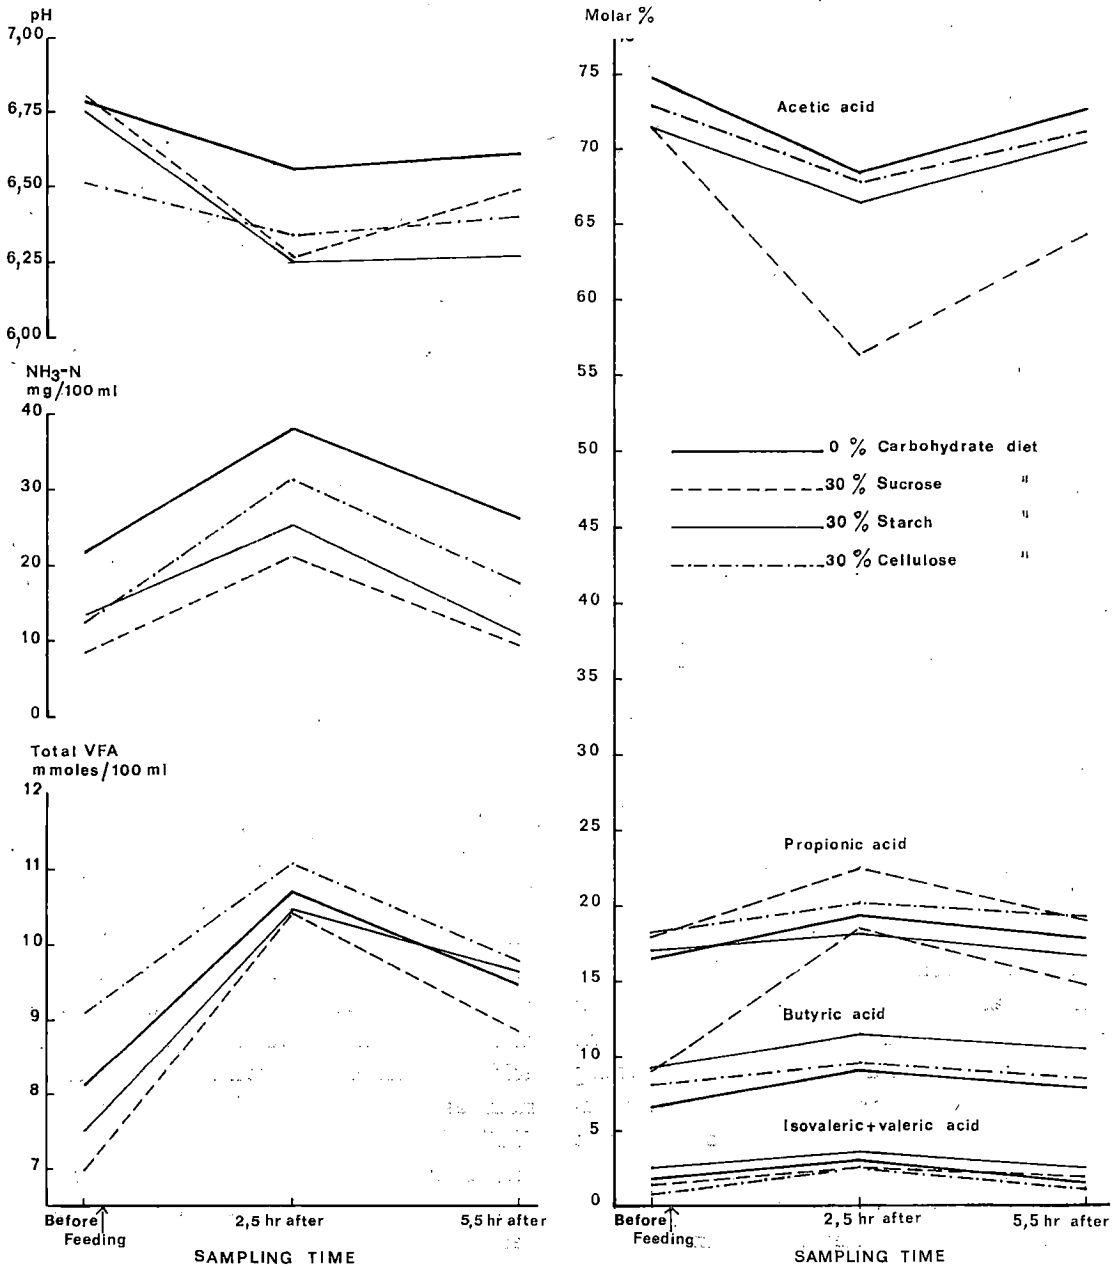 pH
7,00
6,75
6,50
6,25
6,00
NH3-N
mg/100 ml
40
30
20
10
0
Total VFA
mmoles/100 ml
12
11
10
9
8
7
Before
Feeding
2,5 hr after
5,5 hr after
SAMPLING TIME
Molar %
75
70
65
60
55
50
45
40
35
30
25
20
15
10
5
0
Acetic acid
0 % Carbohydrate diet
30 % Sucrose "
30 % Starch "
30 % Cellulose "
Propionic acid
Butyric acid
Isovaleric+valeric acid
Before
Feeding
2,5 hr after
5,5 hr after
SAMPLING TIME